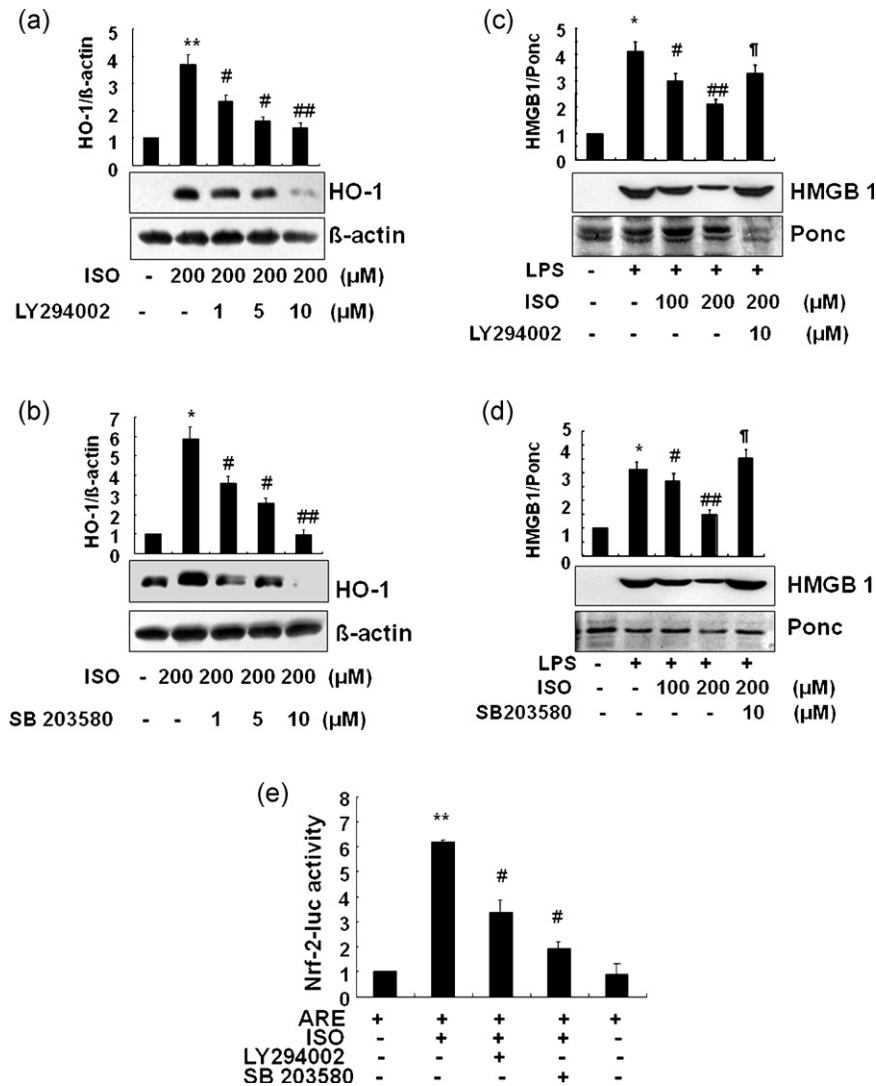 (a)
HO-1/ß-actin
5
4
3
2
1
0
**
#
#
##
HO-1
ß-actin
ISO - 200 200 200 200 (μM)
LY294002 - - 1 5 10 (μM)
(c)
HMGB1/Ponc
5
4
3
2
1
0
*
#
##
¶
HMGB 1
Ponc
LPS - + + + +
ISO - - 100 200 200 (μM)
LY294002 - - - - 10 (μM)
(b)
HO-1/ß-actin
7
6
5
4
3
2
1
0
*
#
#
##
HO-1
ß-actin
ISO - 200 200 200 200 (μM)
SB 203580 - - 1 5 10 (μM)
(d)
HMGB1/Ponc
5
4
3
2
1
0
*
#
##
¶
HMGB 1
Ponc
LPS - + + + +
ISO - - 100 200 200 (μM)
SB203580 - - - - 10 (μM)
(e)
Nrf-2-luc activity
8
7
6
5
4
3
2
1
0
**
#
#
ARE + + + + +
ISO - + + + -
LY294002 - - + - -
SB 203580 - - - + -